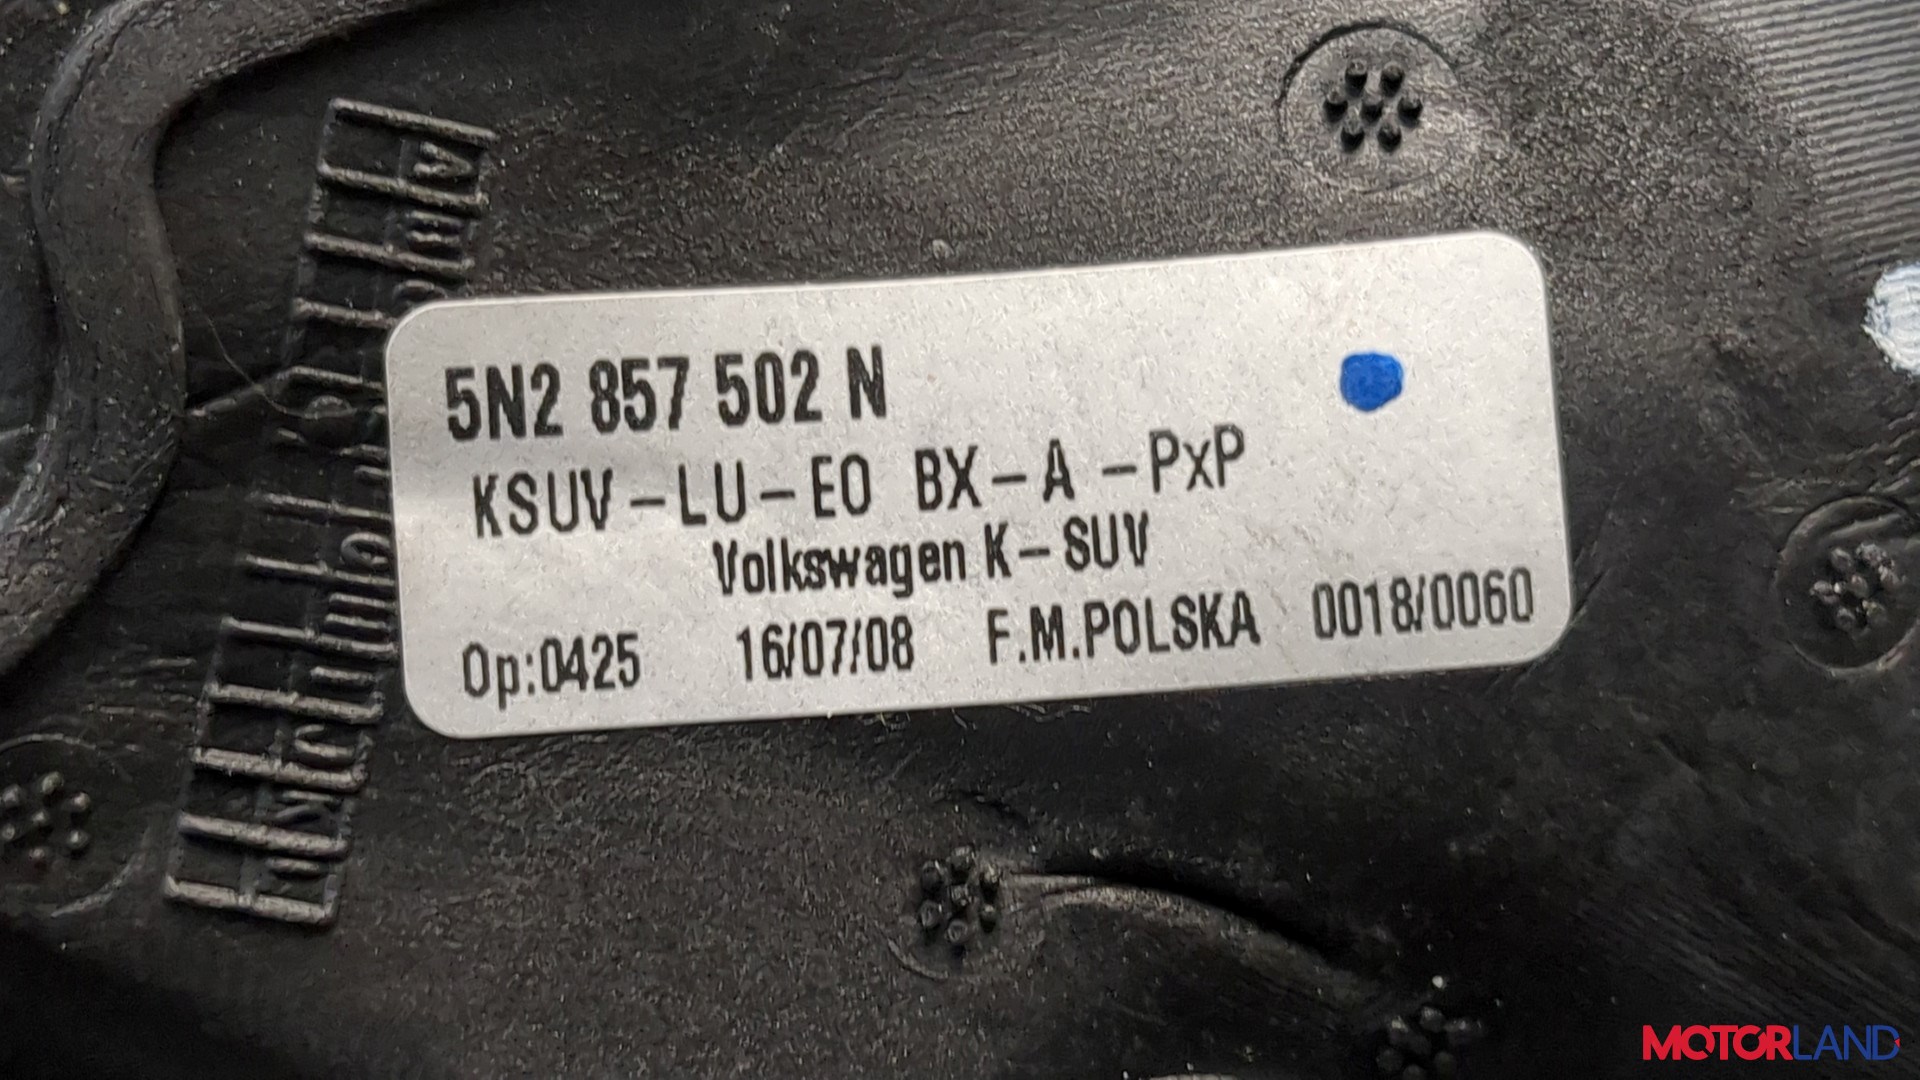 5N2 857 502 N
KSUV-LU-EO BX-A-PxP
Volkswagen K-SUV
Op:0425 16/07/08 F.M.POLSKA 0018/0060
MOTORLAND